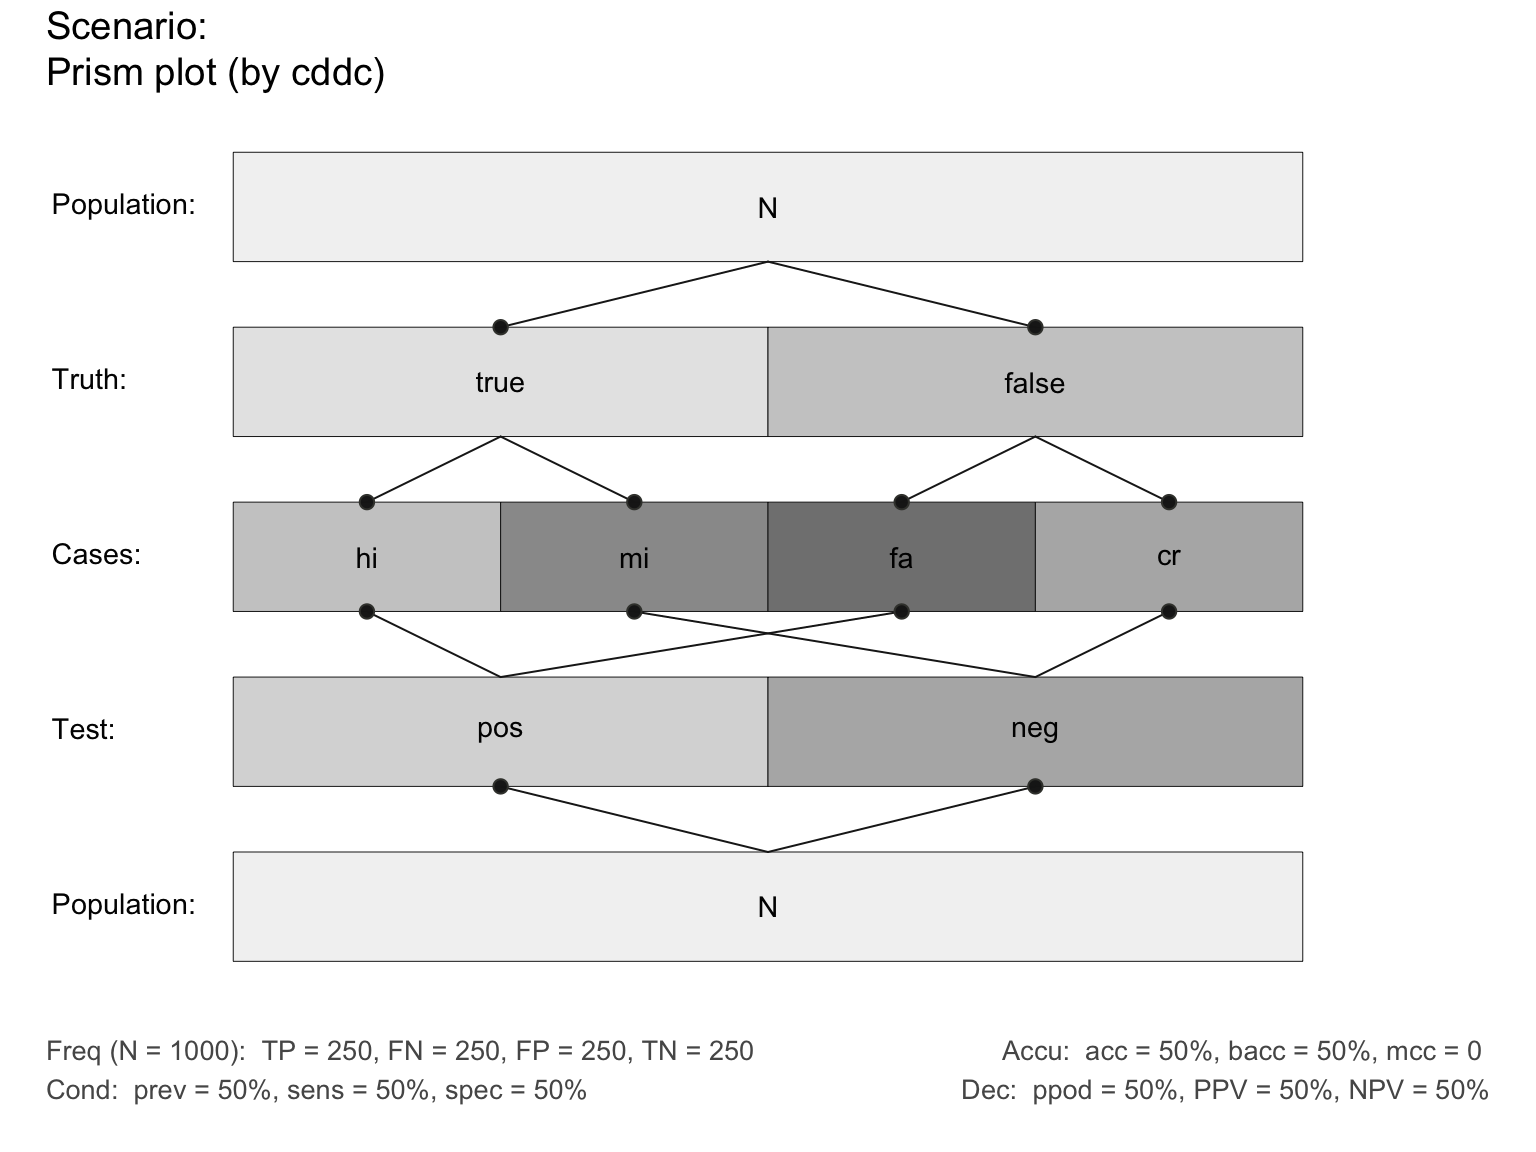 Scenario:
Prism plot (by cddc)
Population:
N
Truth:
true
false
Cases:
hi
mi
fa
cr
Test:
pos
neg
Population:
N
Freq (N = 1000):  TP = 250, FN = 250, FP = 250, TN = 250
Accu:  acc = 50%, bacc = 50%, mcc = 0
Cond:  prev = 50%, sens = 50%, spec = 50%
Dec:  ppod = 50%, PPV = 50%, NPV = 50%